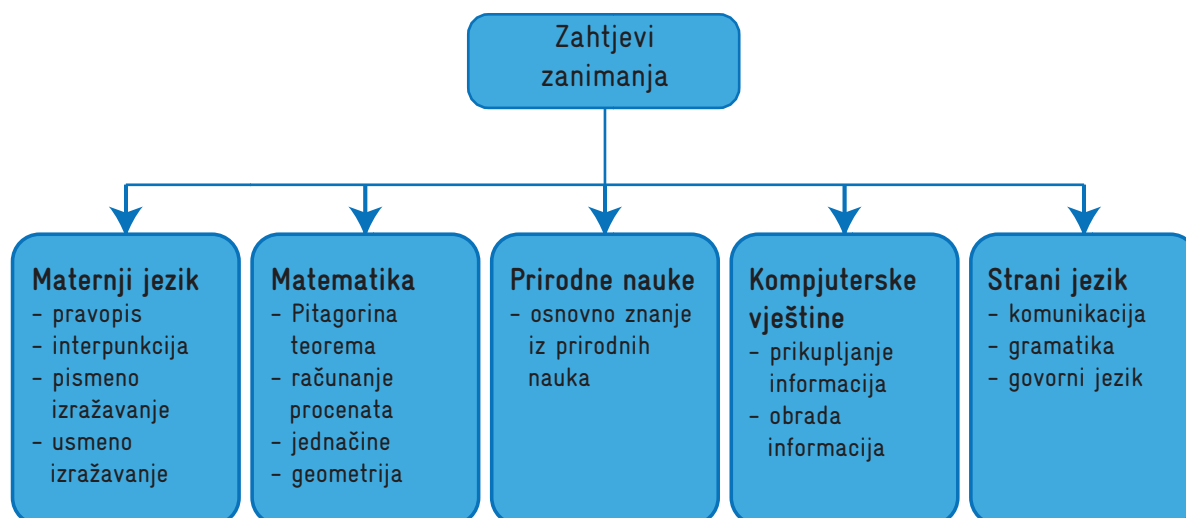 Zahtjevi
zanimanja
Maternji jezik
- pravopis
- interpunkcija
- pismeno
izražavanje
- usmeno
izražavanje
Matematika
- Pitagorina
teorema
- računanje
procenata
- jednačine
- geometrija
Prirodne nauke
- osnovno znanje
iz prirodnih
nauka
Kompjuterske
vještine
- prikupljanje
informacija
- obrada
informacija
Strani jezik
- komunikacija
- gramatika
- govorni jezik